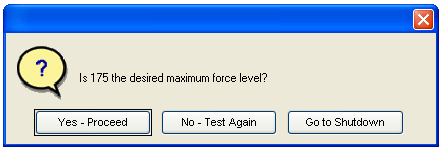 ?
Is 175 the desired maximum force level?
Yes - Proceed
No - Test Again
Go to Shutdown